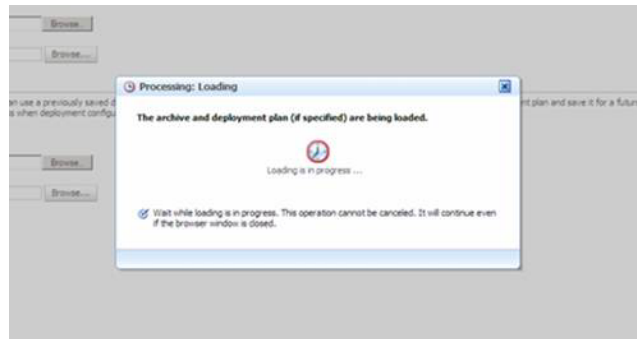 Browse...
Browse...
Processing: Loading
an use a previously saved d
nt plan and save it for a futur
s when deployment configu
The archive and deployment plan (if specified) are being loaded.
Loading is in progress ...
Browse...
Browse...
Wait while loading is in progress. This operation cannot be canceled. It will continue even
if the browser window is closed.